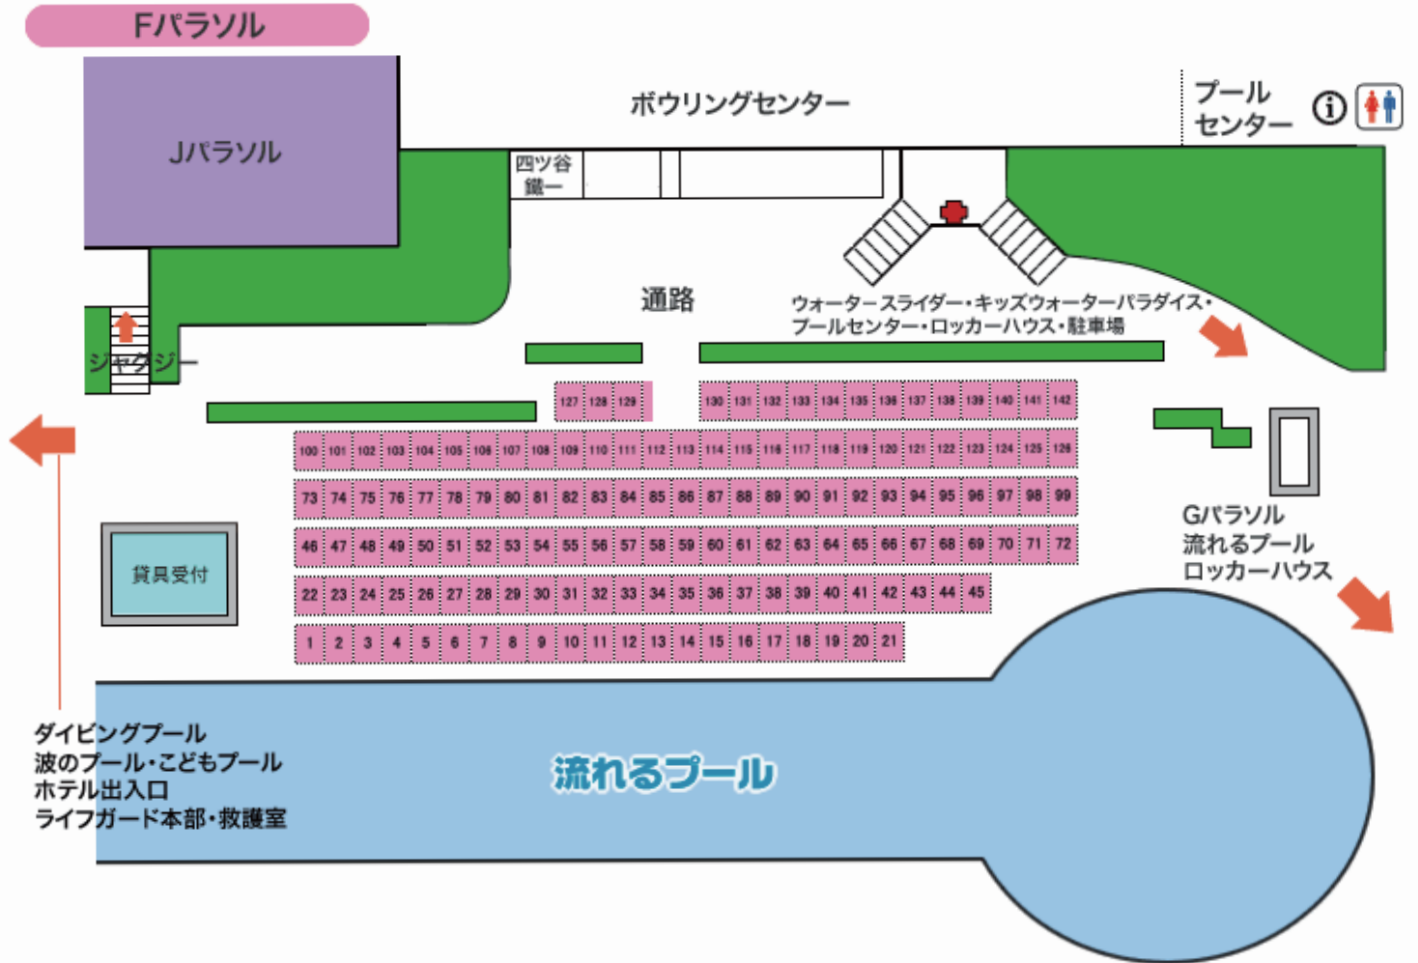 Fパラソル
Jパラソル
ボウリングセンター
プール
センター
i
四ツ谷
鐵一
通路
ウォータースライダー・キッズウォーターパラダイス・
プールセンター・ロッカーハウス・駐車場
ジャグジー
127 128 129 130 131 132 133 134 135 136 137 138 139 140 141 142
100 101 102 103 104 105 106 107 108 109 110 111 112 113 114 115 116 117 118 119 120 121 122 123 124 125 126
73 74 75 76 77 78 79 80 81 82 83 84 85 86 87 88 89 90 91 92 93 94 95 96 97 98 99
46 47 48 49 50 51 52 53 54 55 56 57 58 59 60 61 62 63 64 65 66 67 68 69 70 71 72
22 23 24 25 26 27 28 29 30 31 32 33 34 35 36 37 38 39 40 41 42 43 44 45
1 2 3 4 5 6 7 8 9 10 11 12 13 14 15 16 17 18 19 20 21
貸具受付
Gパラソル
流れるプール
ロッカーハウス
ダイビングプール
波のプール・こどもプール
ホテル出入口
ライフガード本部・救護室
流れるプール